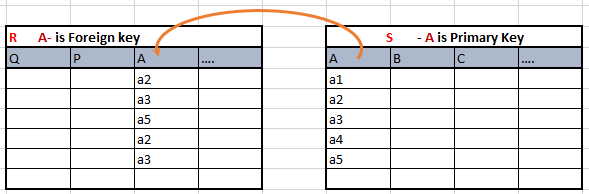 R A- is Foreign key
Q P A ....
a2
a3
a5
a2
a3
S - A is Primary Key
A B C ....
a1
a2
a3
a4
a5